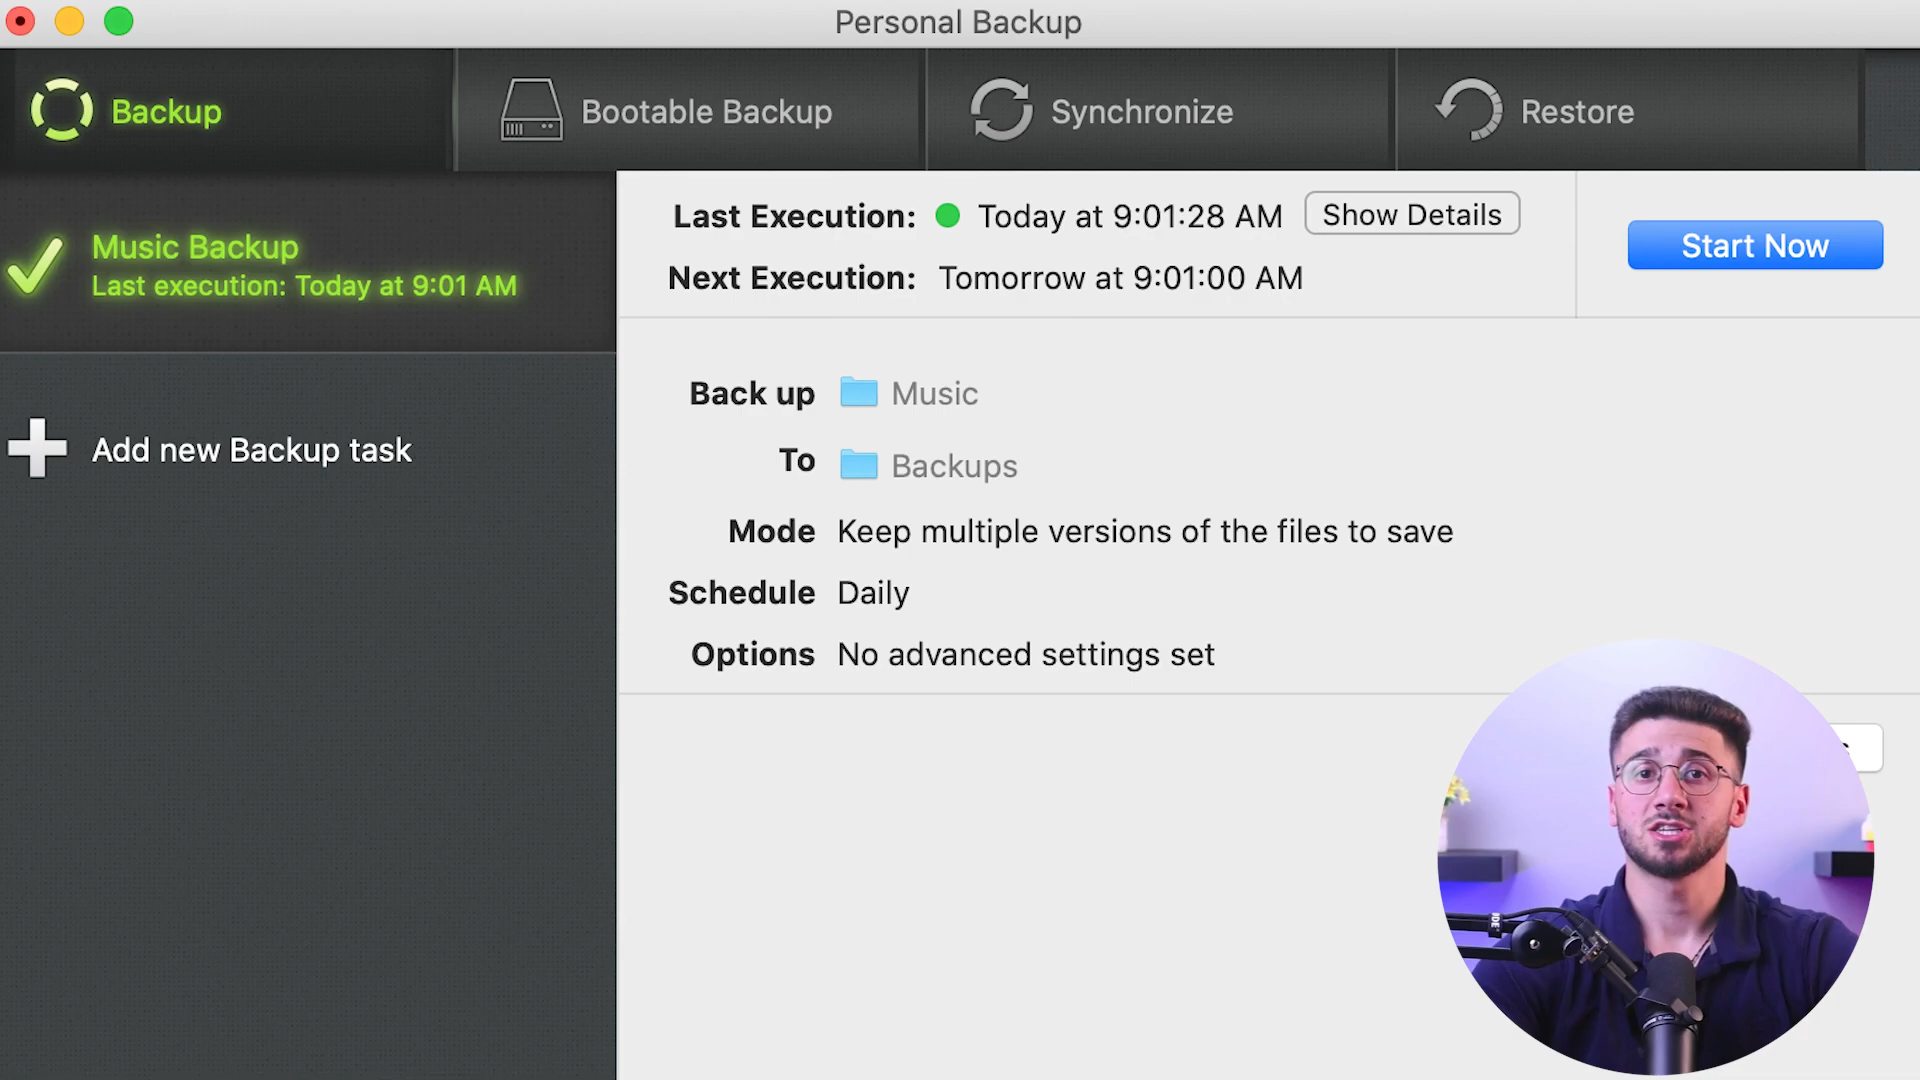 Personal Backup
Backup
Bootable Backup
Synchronize
Restore
Music Backup
Last execution: Today at 9:01 AM
Add new Backup task
Last Execution: Today at 9:01:28 AM Show Details
Next Execution: Tomorrow at 9:01:00 AM
Start Now
Back up Music
To Backups
Mode Keep multiple versions of the files to save
Schedule Daily
Options No advanced settings set